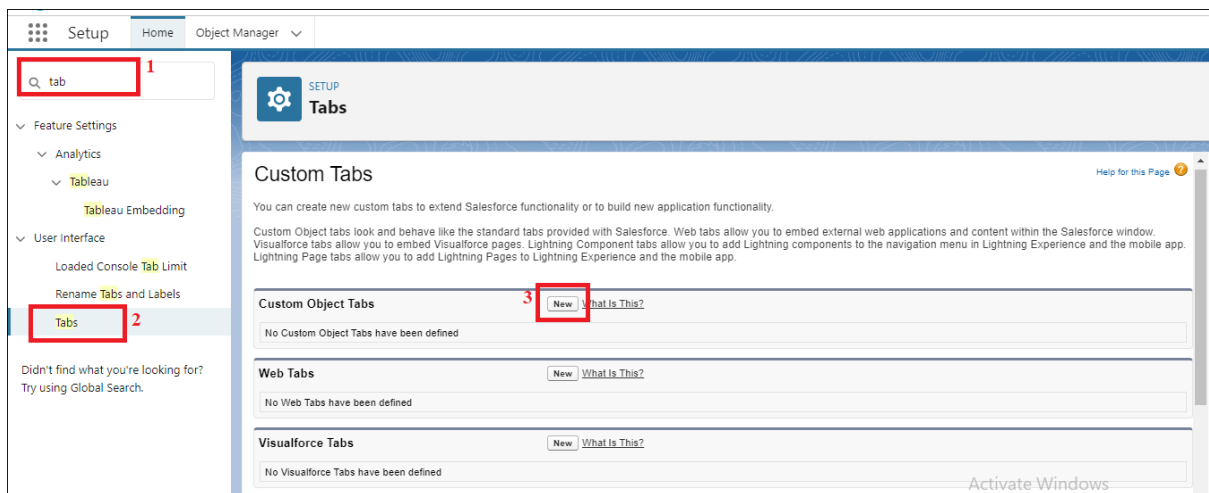 Setup
Home
Object Manager
tab
1
Feature Settings
Analytics
Tableau
Tableau Embedding
User Interface
Loaded Console Tab Limit
Rename Tabs and Labels
Tabs
2
Didn't find what you're looking for?
Try using Global Search.
SETUP
Tabs
Custom Tabs
Help for this Page
?
You can create new custom tabs to extend Salesforce functionality or to build new application functionality.
Custom Object tabs look and behave like the standard tabs provided with Salesforce. Web tabs allow you to embed external web applications and content within the Salesforce window.
Visualforce tabs allow you to embed Visualforce pages. Lightning Component tabs allow you to add Lightning components to the navigation menu in Lightning Experience and the mobile app.
Lightning Page tabs allow you to add Lightning Pages to Lightning Experience and the mobile app.
Custom Object Tabs
3
New
What Is This?
No Custom Object Tabs have been defined
Web Tabs
New
What Is This?
No Web Tabs have been defined
Visualforce Tabs
New
What Is This?
No Visualforce Tabs have been defined
Activate Windows